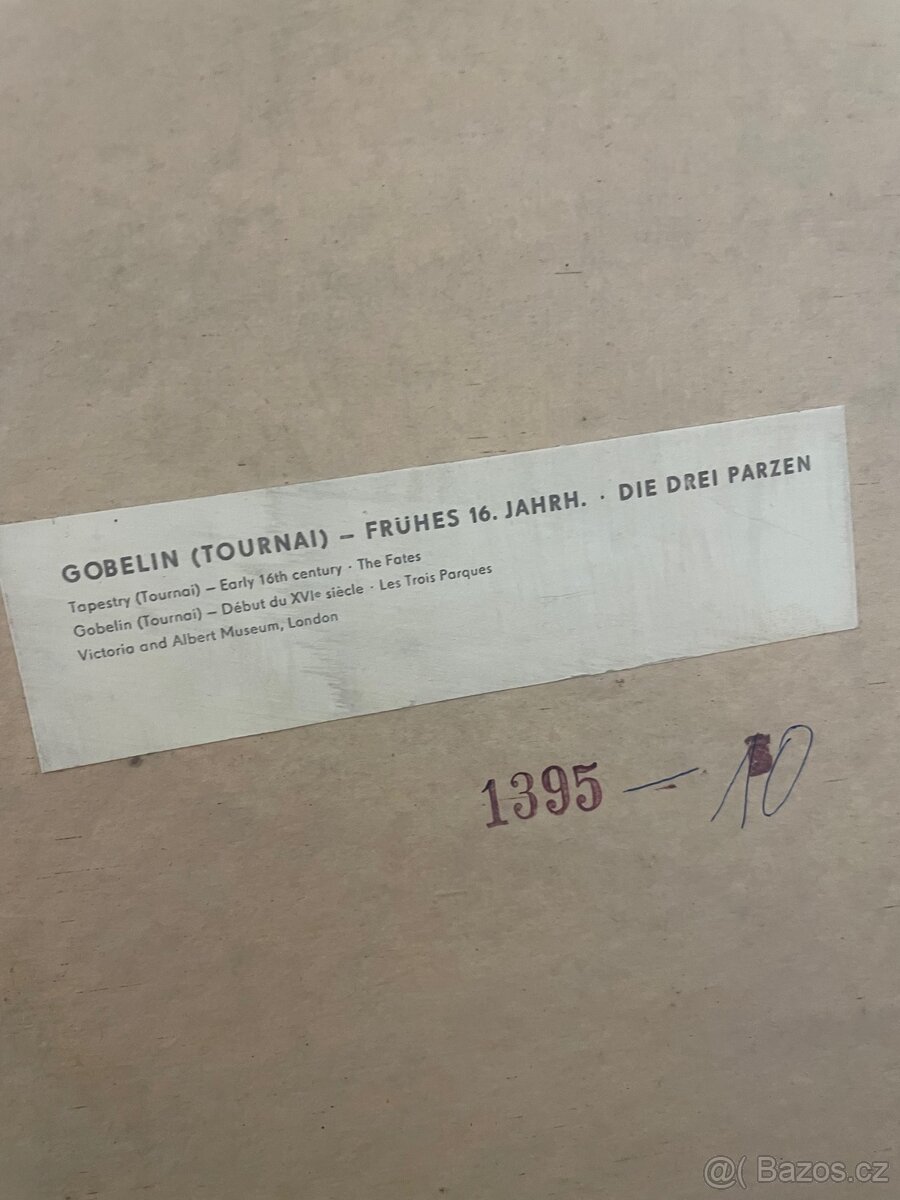 GOBELIN (TOURNAI) – FRÜHES 16. JAHRH. · DIE DREI PARZEN
Tapestry (Tournai) – Early 16th century · The Fates
Gobelin (Tournai) – Début du XVIe siècle · Les Trois Parques
Victoria and Albert Museum, London
1395 — 10
@( Bazos.cz